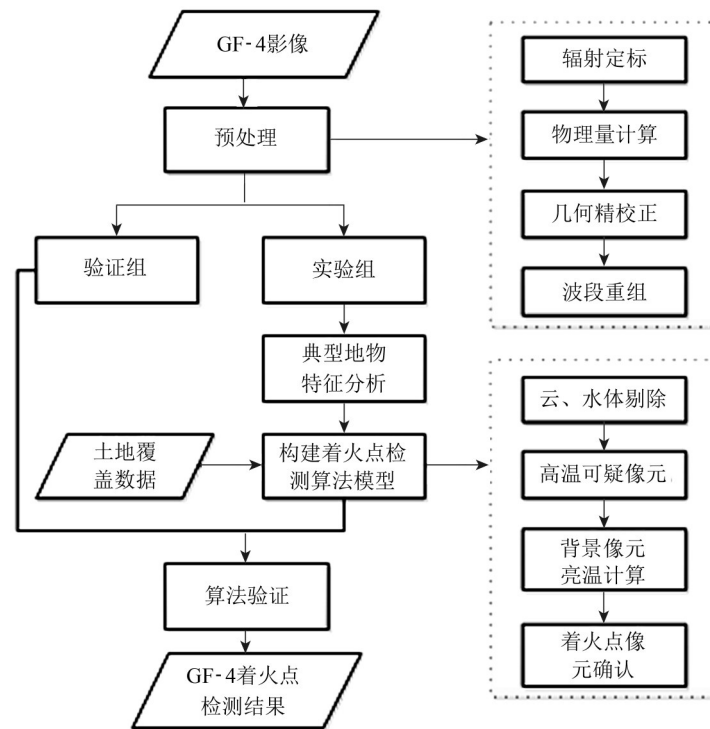 GF-4影像
预处理
验证组
实验组
典型地物
特征分析
土地覆
盖数据
构建着火点检
测算法模型
算法验证
GF-4着火点
检测结果
辐射定标
物理量计算
几何精校正
波段重组
云、水体剔除
高温可疑像元
背景像元
亮温计算
着火点像
元确认